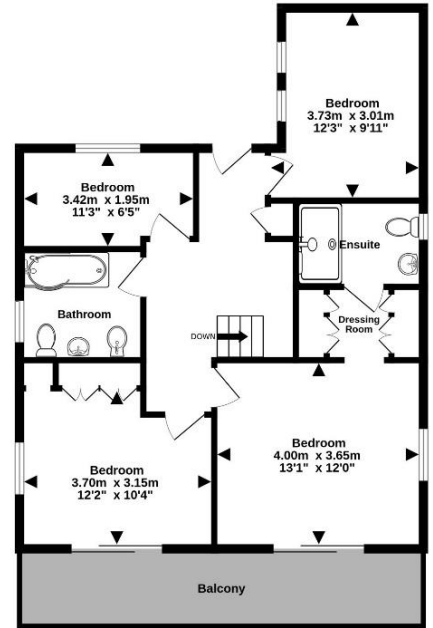 Bedroom
3.73m x 3.01m
12'3" x 9'11"
Bedroom
3.42m x 1.95m
11'3" x 6'5"
Ensuite
Bathroom
Dressing
Room
DOWN
Bedroom
4.00m x 3.65m
13'1" x 12'0"
Bedroom
3.70m x 3.15m
12'2" x 10'4"
Balcony